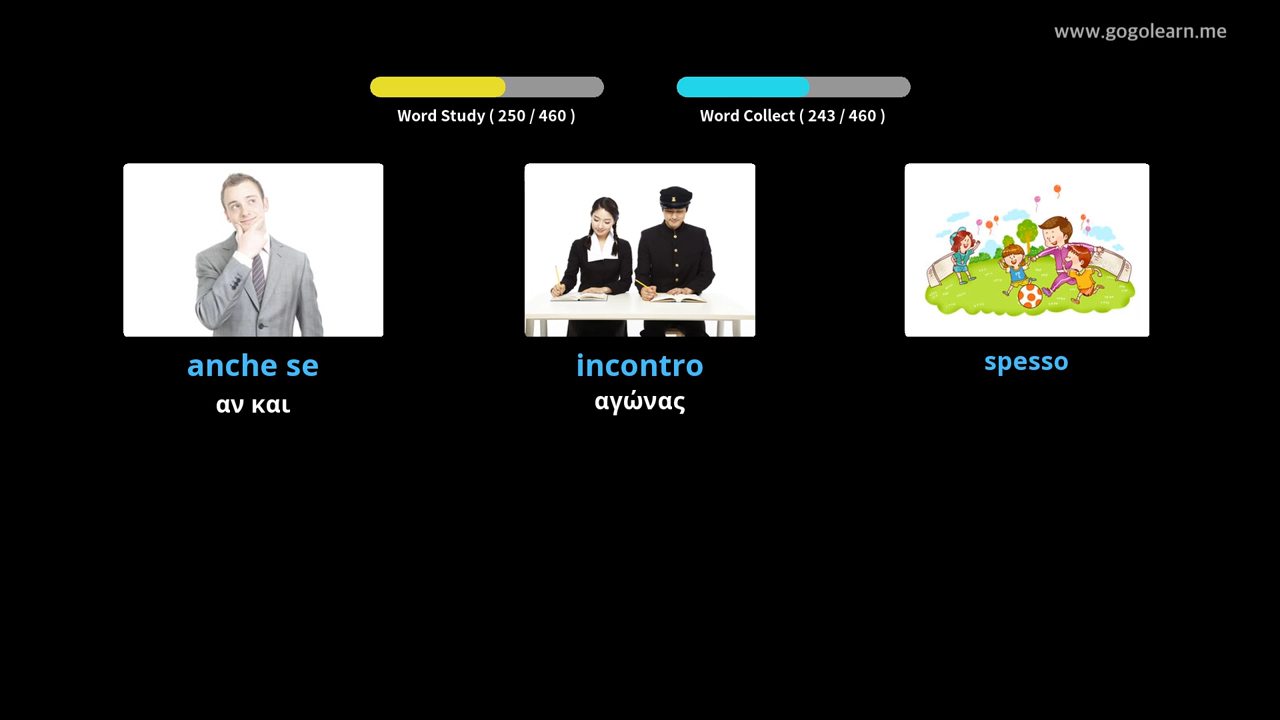 www.gogolearn.me
Word Study ( 250 / 460 )
Word Collect ( 243 / 460 )
anche se
αν και
incontro
αγώνας
spesso